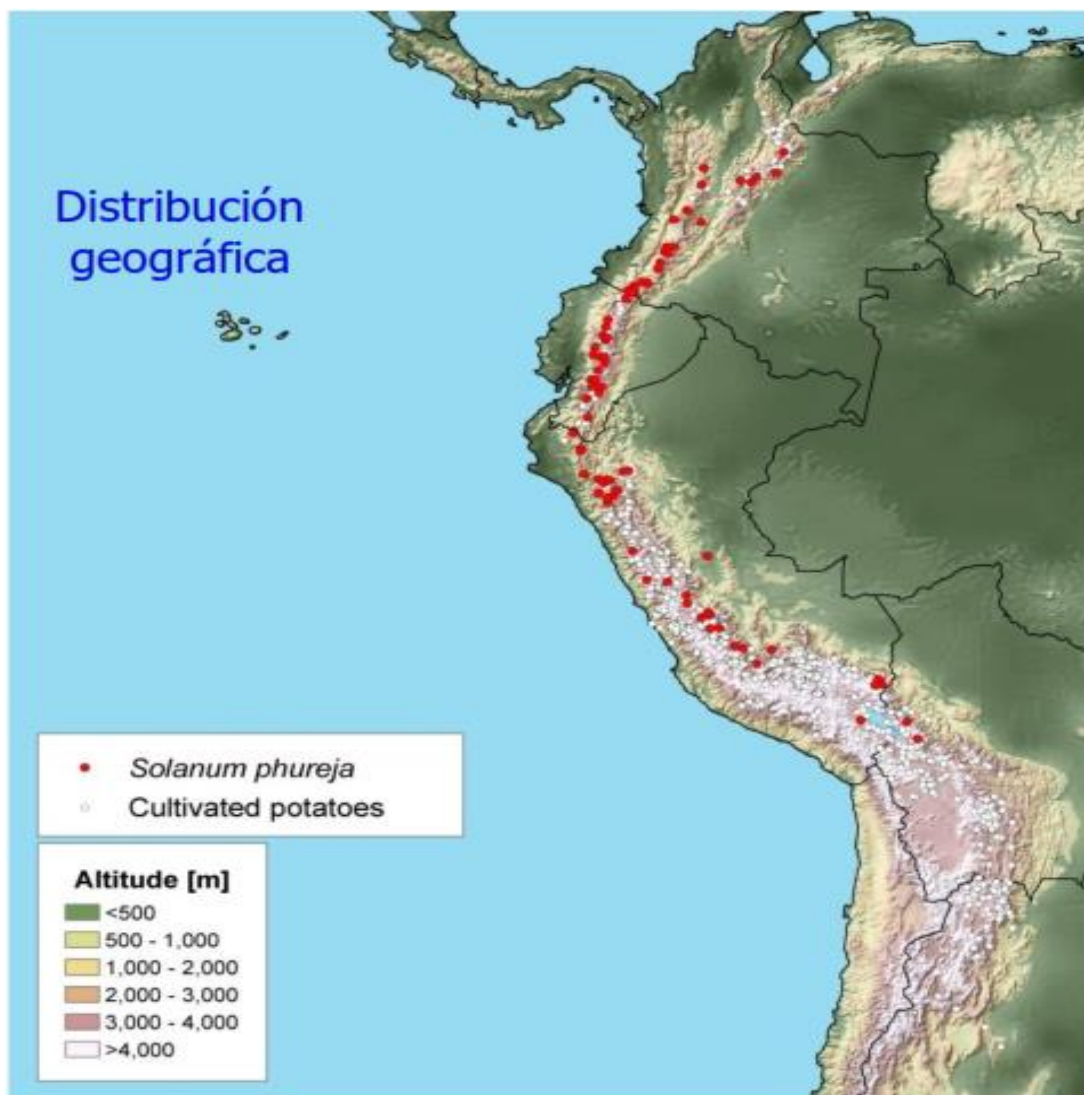 Distribución
geográfica
Solanum phureja
Cultivated potatoes
Altitude [m]
<500
500 - 1,000
1,000 - 2,000
2,000 - 3,000
3,000 - 4,000
>4,000